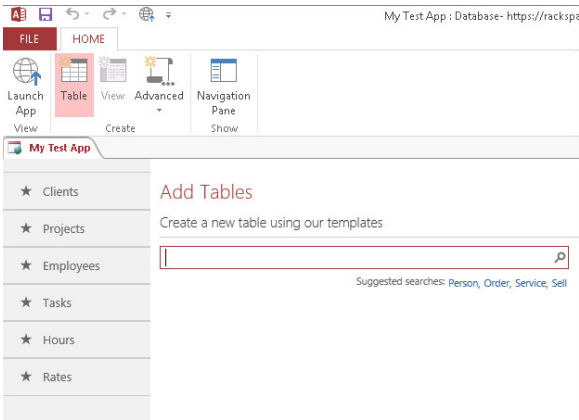 My Test App : Database- https://rackspa
FILE HOME
Launch App
Table
View
Advanced
Navigation Pane
View Create Show
My Test App
Clients
Projects
Employees
Tasks
Hours
Rates
Add Tables
Create a new table using our templates
Suggested searches: Person, Order, Service, Sell